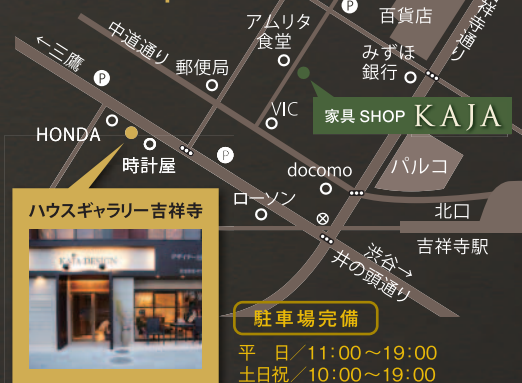 アムリタ
食堂
P
百貨店
祥寺通り
中道通り
←三鷹
P
郵便局
みずほ
銀行
家具 SHOP KAJA
VIC
HONDA
時計屋
P
docomo
パルコ
ハウスギャラリー吉祥寺
ローソン
北口
吉祥寺駅
渋谷→
井の頭通り
KAJA DESIGN
駐車場完備
平　日／11:00～19:00
土日祝／10:00～19:00